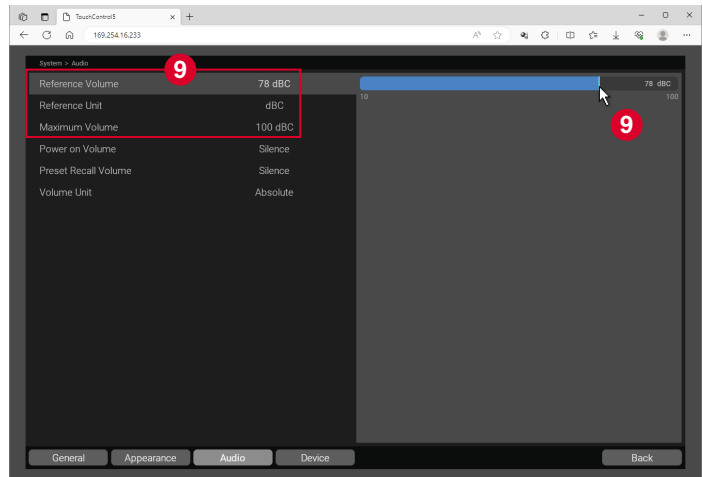 TouchControl5
169.254.16.233
System > Audio
9
Reference Volume 78 dBC
78 dBC
10 100
Reference Unit dBC
9
Maximum Volume 100 dBC
Power on Volume Silence
Preset Recall Volume Silence
Volume Unit Absolute
General Appearance Audio Device Back